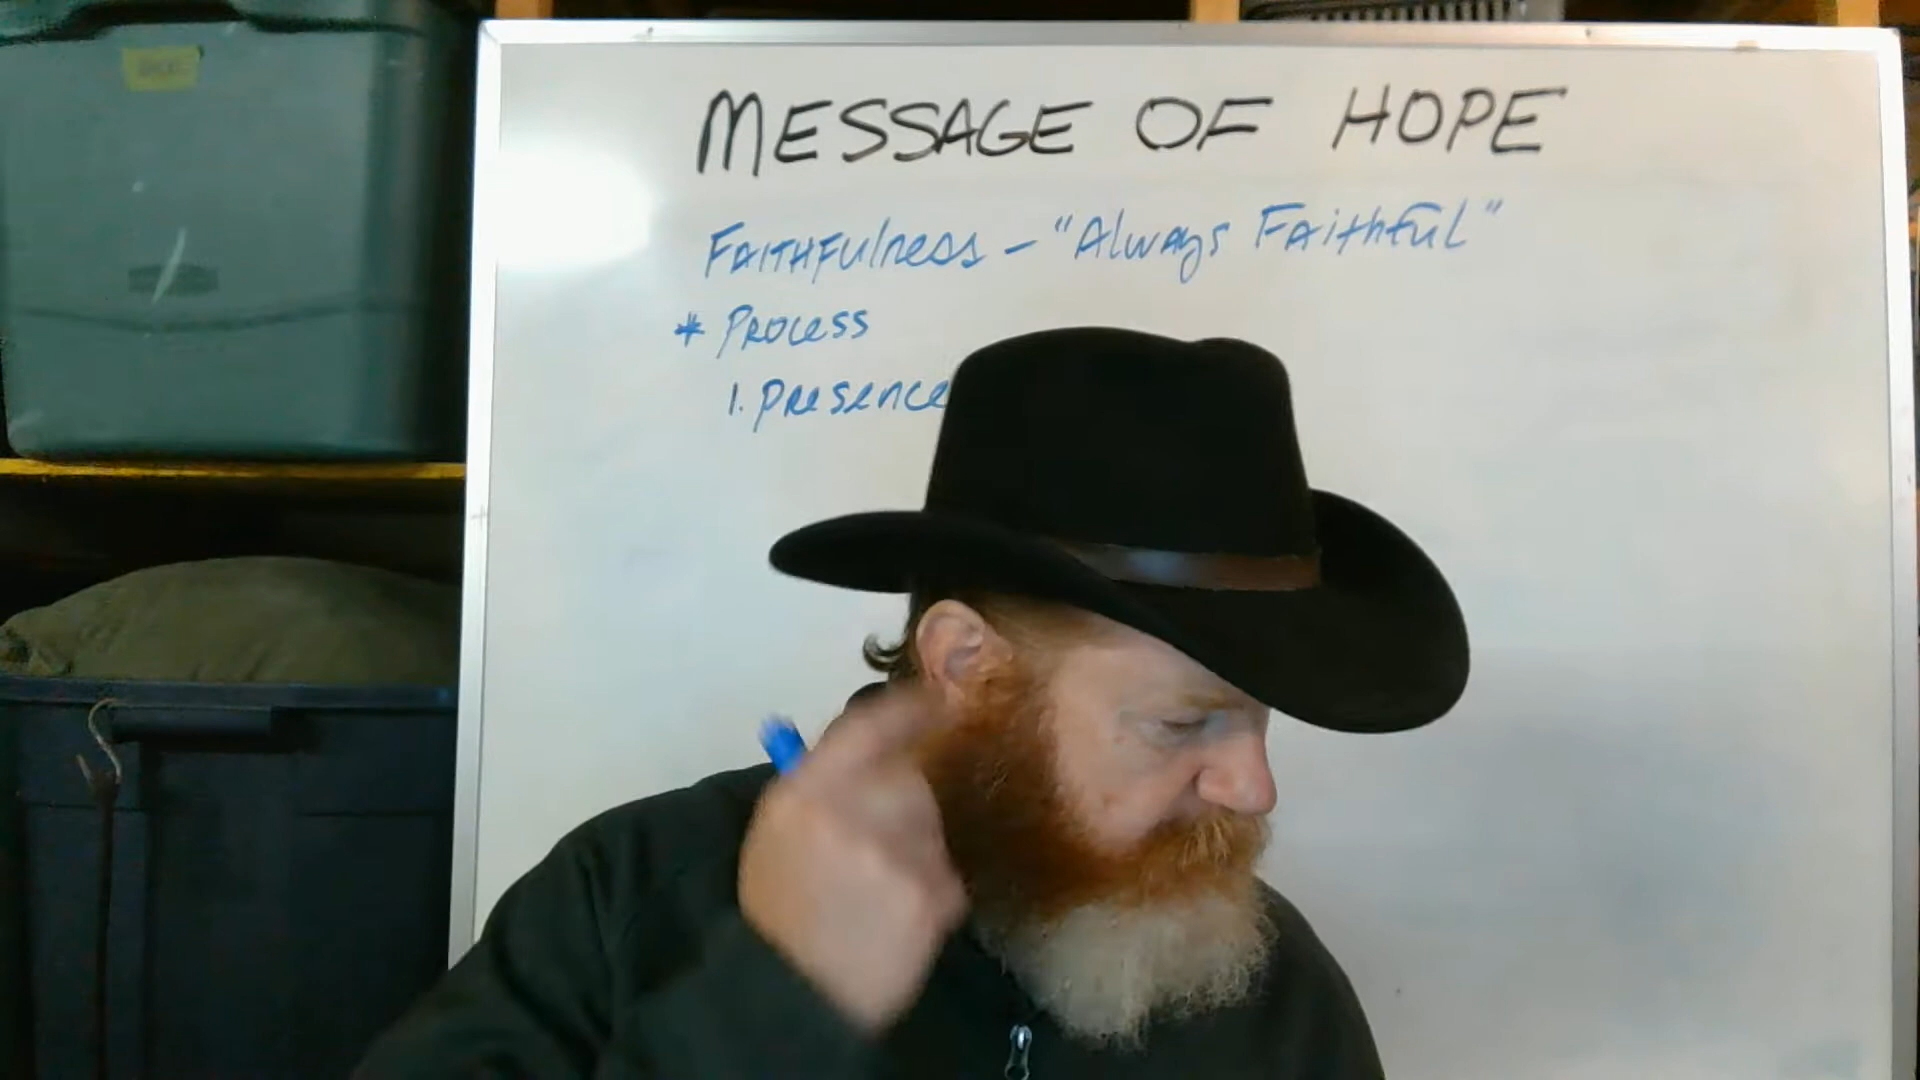 MESSAGE OF HOPE
FAITHFulness - "Always FAithful"
* Process
1. Presence